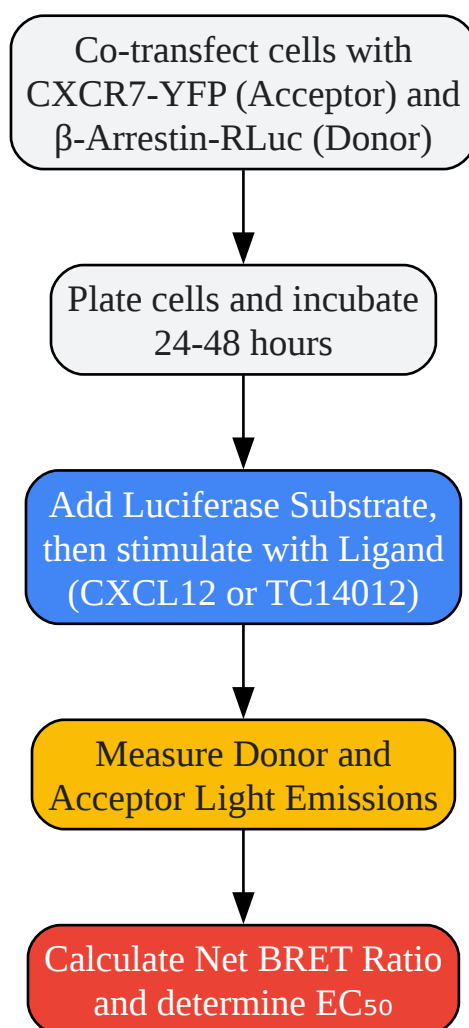 Co-transfect cells with
CXCR7-YFP (Acceptor) and
β-Arrestin-RLuc (Donor)
Plate cells and incubate
24-48 hours
Add Luciferase Substrate,
then stimulate with Ligand
(CXCL12 or TC14012)
Measure Donor and
Acceptor Light Emissions
Calculate Net BRET Ratio
and determine EC₅₀